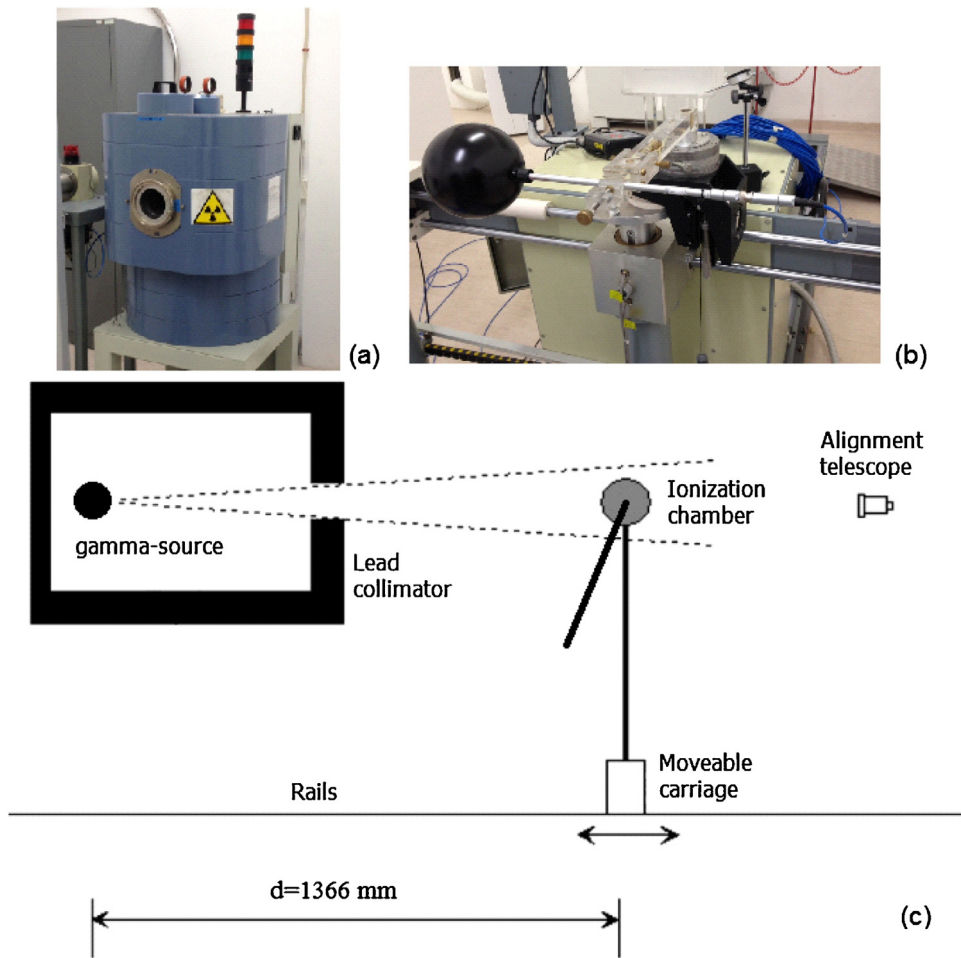 (a)
(b)
Alignment
telescope
Ionization
chamber
gamma-source
Lead
collimator
Moveable
carriage
Rails
d=1366 mm
(c)